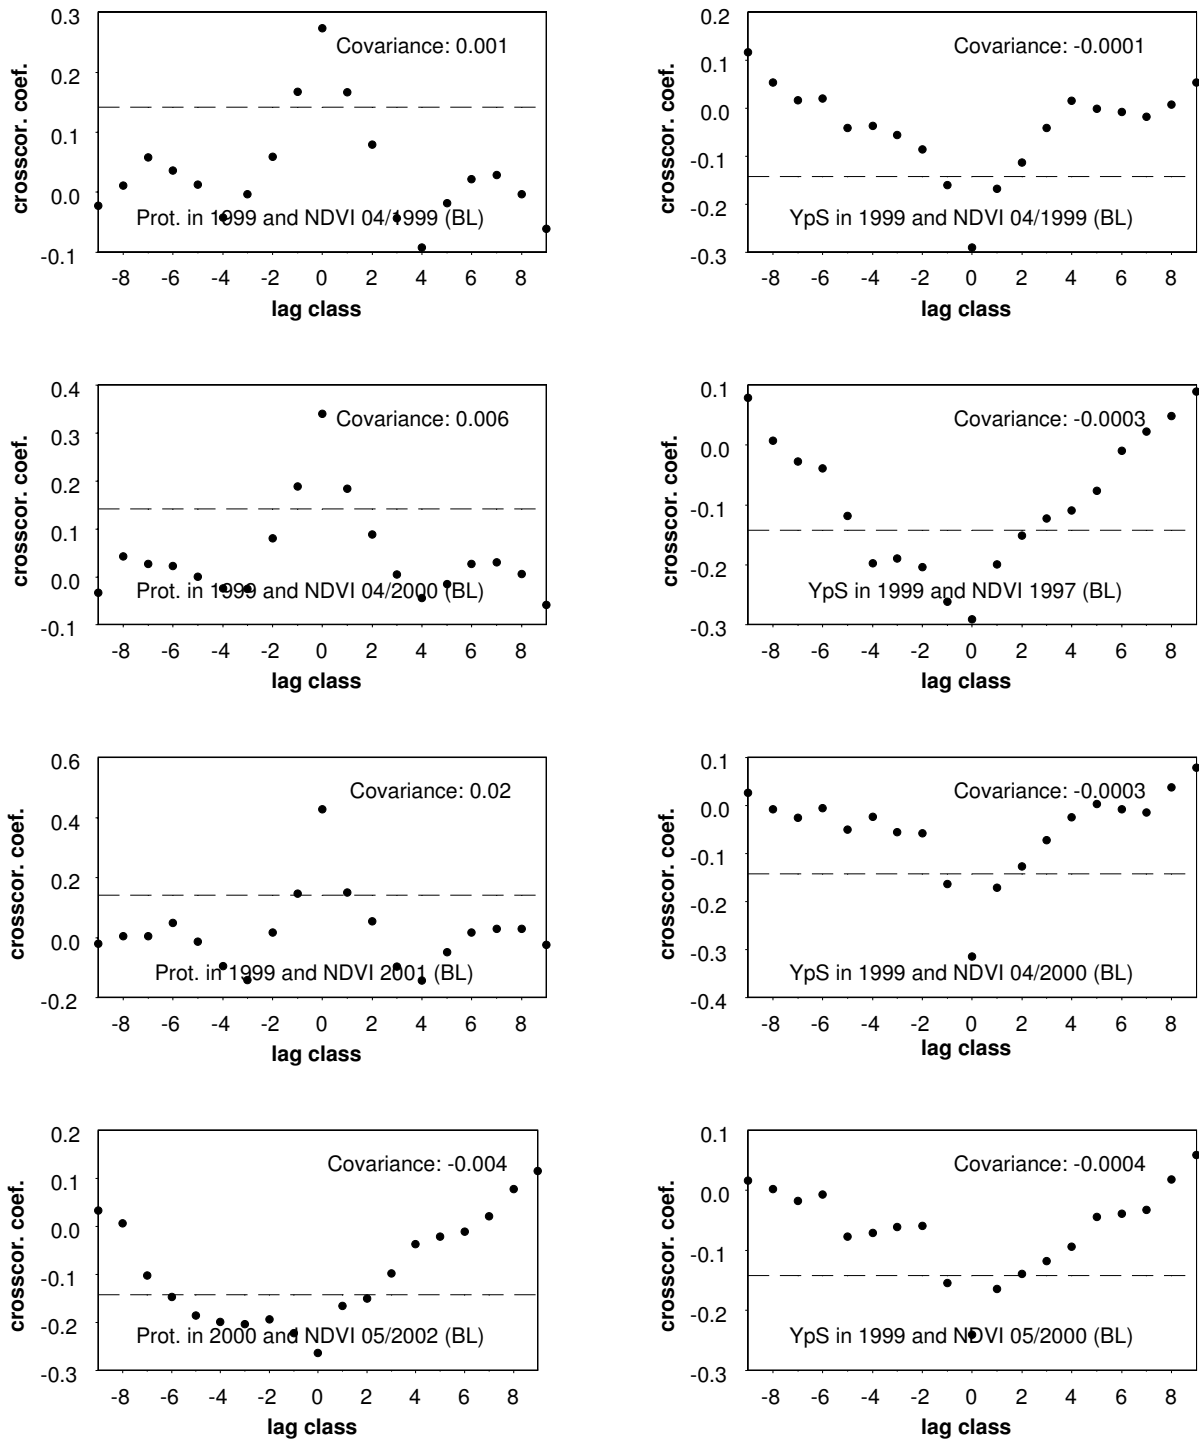 0.3
0.2
0.1
0.0
-0.1
crosscor. coef.
Covariance: 0.001
Prot. in 1999 and NDVI 04/1999 (BL)
-8 -6 -4 -2 0 2 4 6 8
lag class
0.2
0.1
0.0
-0.1
-0.2
-0.3
crosscor. coef.
Covariance: -0.0001
YpS in 1999 and NDVI 04/1999 (BL)
-8 -6 -4 -2 0 2 4 6 8
lag class
0.4
0.3
0.2
0.1
0.0
-0.1
crosscor. coef.
Covariance: 0.006
Prot. in 1999 and NDVI 04/2000 (BL)
-8 -6 -4 -2 0 2 4 6 8
lag class
0.1
0.0
-0.1
-0.2
-0.3
crosscor. coef.
Covariance: -0.0003
YpS in 1999 and NDVI 1997 (BL)
-8 -6 -4 -2 0 2 4 6 8
lag class
0.6
0.4
0.2
0.0
-0.2
crosscor. coef.
Covariance: 0.02
Prot. in 1999 and NDVI 2001 (BL)
-8 -6 -4 -2 0 2 4 6 8
lag class
0.1
0.0
-0.1
-0.2
-0.3
-0.4
crosscor. coef.
Covariance: -0.0003
YpS in 1999 and NDVI 04/2000 (BL)
-8 -6 -4 -2 0 2 4 6 8
lag class
0.2
0.1
0.0
-0.1
-0.2
-0.3
crosscor. coef.
Covariance: -0.004
Prot. in 2000 and NDVI 05/2002 (BL)
-8 -6 -4 -2 0 2 4 6 8
lag class
0.1
0.0
-0.1
-0.2
-0.3
crosscor. coef.
Covariance: -0.0004
YpS in 1999 and NDVI 05/2000 (BL)
-8 -6 -4 -2 0 2 4 6 8
lag class